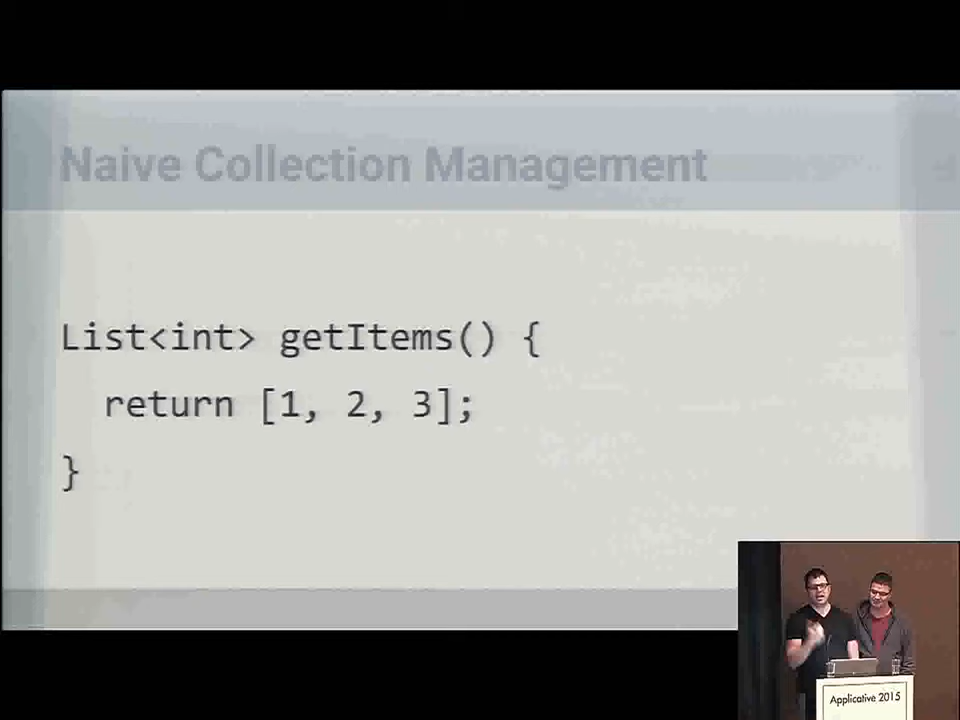 Naive Collection Management
List<int> getItems() {
return [1, 2, 3];
}
Applicative 2015